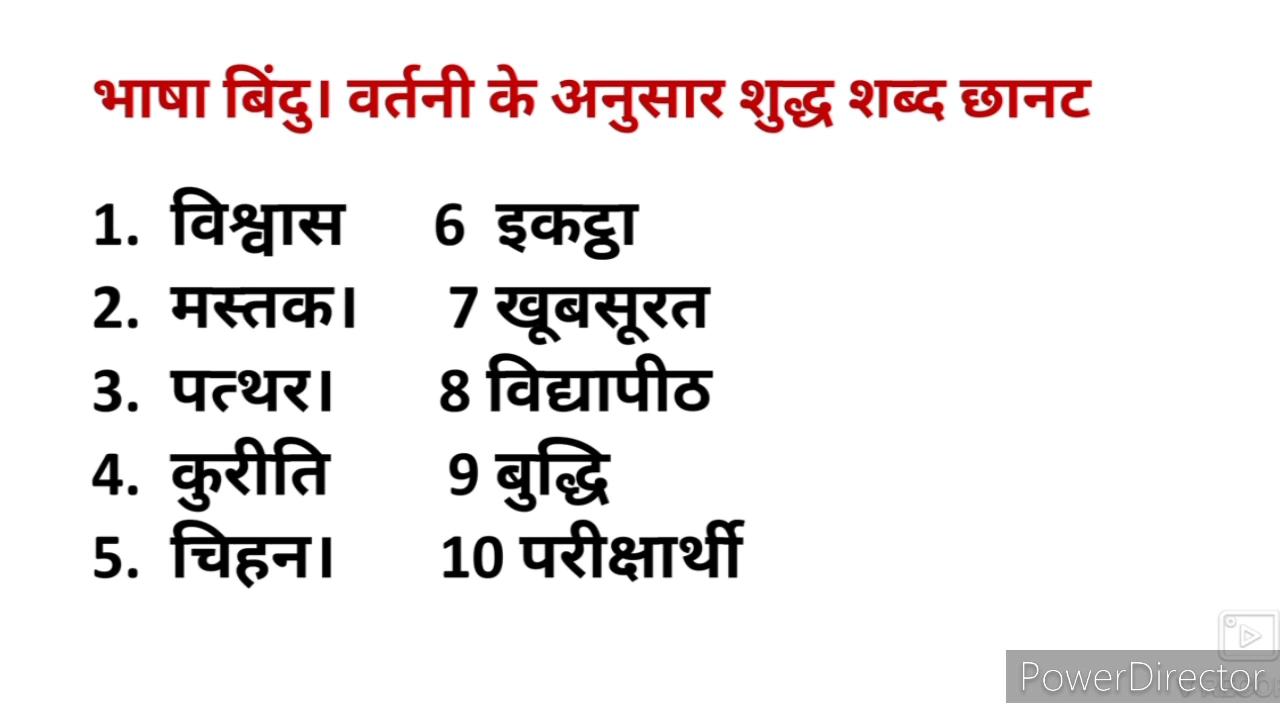 भाषा बिंदु। वर्तनी के अनुसार शुद्ध शब्द छानट
1. विश्वास 6 इकट्ठा
2. मस्तक। 7 खूबसूरत
3. पत्थर। 8 विद्यापीठ
4. कुरीति 9 बुद्धि
5. चिहन। 10 परीक्षार्थी
PowerDirector